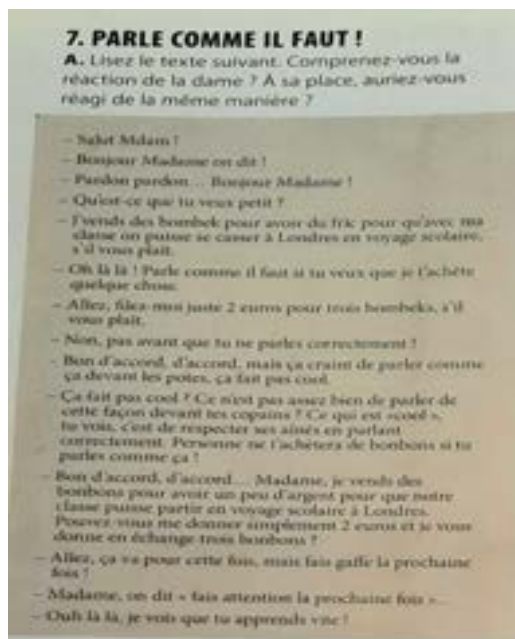 7. PARLE COMME IL FAUT !
A. Lisez le texte suivant. Comprenez-vous la
réaction de la dame ? À sa place, auriez-vous
réagi de la même manière ?
– Salut Mdam !
– Bonjour Madame on dit !
– Pardon pardon... Bonjour Madame !
– Qu'est-ce que tu veux petit ?
– J'vends des bombek pour avoir du fric pour qu'avec ma
classe on puisse se casser à Londres en voyage scolaire,
s'il vous plait.
– Oh là là ! Parle comme il faut si tu veux que je t'achète
quelque chose.
– Allez, filez-moi juste 2 euros pour trois bombeks, s'il
vous plait.
– Non, pas avant que tu ne parles correctement !
– Bon d'accord, d'accord, mais ça craint de parler comme
ça devant les potes, ça fait pas cool.
– Ça fait pas cool ? Ce n'est pas assez bien de parler de
cette façon devant tes copains ? Ce qui est «cool»,
tu vois, c'est de respecter ses ainés en parlant
correctement. Personne ne t'achètera de bonbons si tu
parles comme ça !
– Bon d'accord, d'accord... Madame, je vends des
bonbons pour avoir un peu d'argent pour que notre
classe puisse partir en voyage scolaire à Londres.
Pouvez-vous me donner simplement 2 euros et je vous
donne en échange trois bonbons ?
– Allez, ça va pour cette fois, mais fais gaffe la prochaine
fois !
– Madame, on dit « fais attention la prochaine fois »...
– Ouh là là, je vois que tu apprends vite !